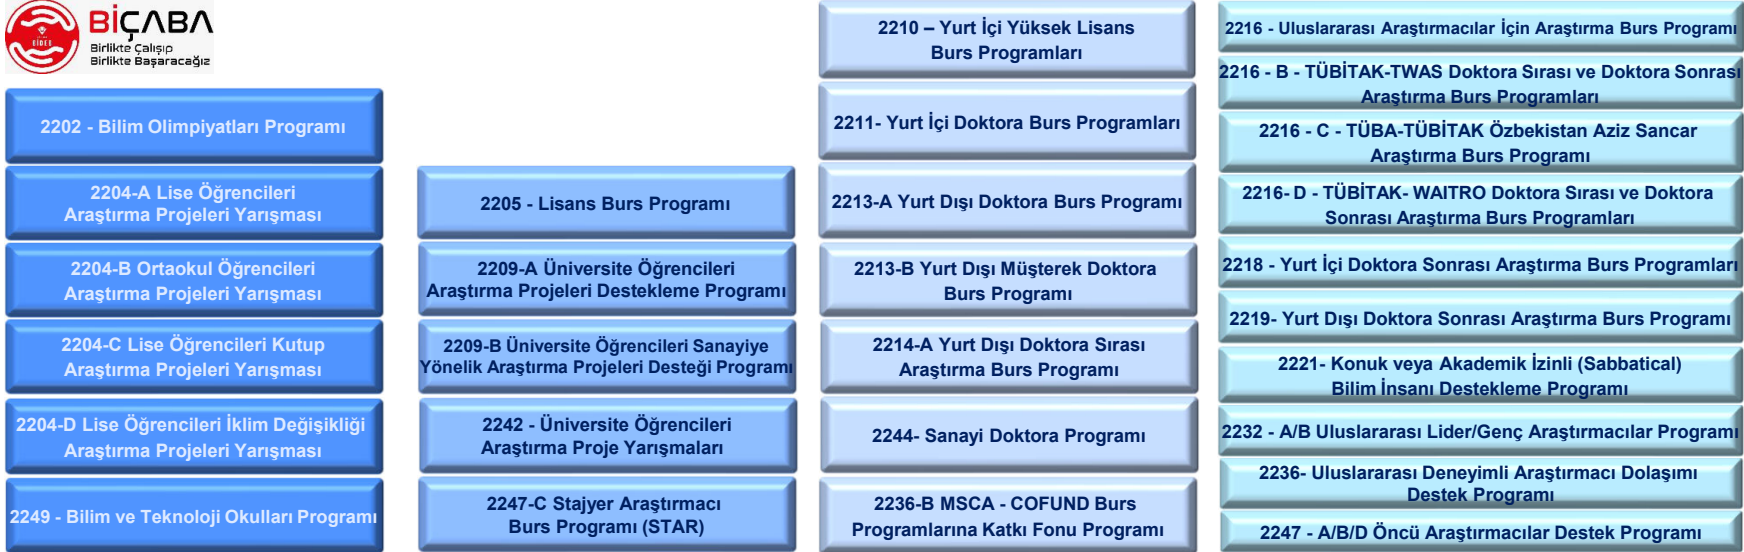 BİDEB
BİÇABA
Birlikte Çalışıp
Birlikte Başaracağız
2202 - Bilim Olimpiyatları Programı
2204-A Lise Öğrencileri
Araştırma Projeleri Yarışması
2204-B Ortaokul Öğrencileri
Araştırma Projeleri Yarışması
2204-C Lise Öğrencileri Kutup
Araştırma Projeleri Yarışması
2204-D Lise Öğrencileri İklim Değişikliği
Araştırma Projeleri Yarışması
2249 - Bilim ve Teknoloji Okulları Programı
2205 - Lisans Burs Programı
2209-A Üniversite Öğrencileri
Araştırma Projeleri Destekleme Programı
2209-B Üniversite Öğrencileri Sanayiye
Yönelik Araştırma Projeleri Desteği Programı
2242 - Üniversite Öğrencileri
Araştırma Proje Yarışmaları
2247-C Stajyer Araştırmacı
Burs Programı (STAR)
2210 – Yurt İçi Yüksek Lisans
Burs Programları
2211- Yurt İçi Doktora Burs Programları
2213-A Yurt Dışı Doktora Burs Programı
2213-B Yurt Dışı Müşterek Doktora
Burs Programı
2214-A Yurt Dışı Doktora Sırası
Araştırma Burs Programı
2244- Sanayi Doktora Programı
2236-B MSCA - COFUND Burs
Programlarına Katkı Fonu Programı
2216 - Uluslararası Araştırmacılar İçin Araştırma Burs Programı
2216 - B - TÜBİTAK-TWAS Doktora Sırası ve Doktora Sonrası
Araştırma Burs Programları
2216 - C - TÜBA-TÜBİTAK Özbekistan Aziz Sancar
Araştırma Burs Programı
2216- D - TÜBİTAK- WAITRO Doktora Sırası ve Doktora
Sonrası Araştırma Burs Programları
2218 - Yurt İçi Doktora Sonrası Araştırma Burs Programları
2219- Yurt Dışı Doktora Sonrası Araştırma Burs Programı
2221- Konuk veya Akademik İzinli (Sabbatical)
Bilim İnsanı Destekleme Programı
2232 - A/B Uluslararası Lider/Genç Araştırmacılar Programı
2236- Uluslararası Deneyimli Araştırmacı Dolaşımı
Destek Programı
2247 - A/B/D Öncü Araştırmacılar Destek Programı